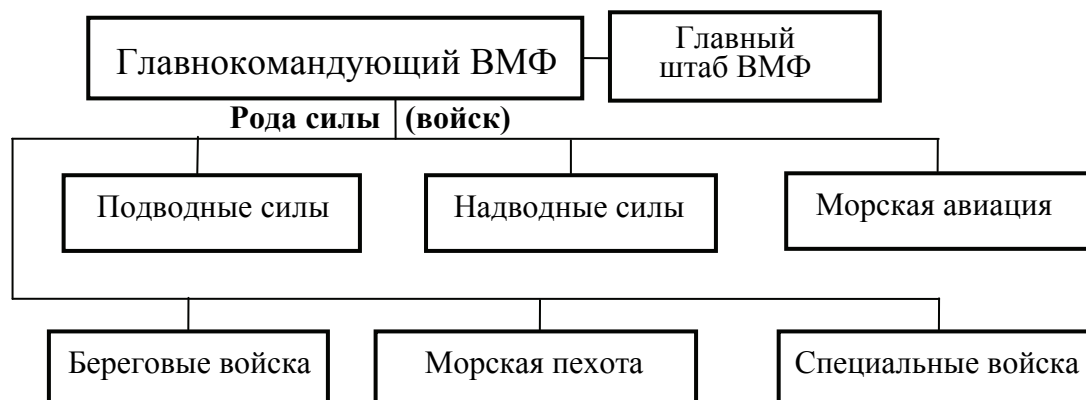 Главнокомандующий ВМФ
Главный
штаб ВМФ
Рода силы (войск)
Подводные силы
Надводные силы
Морская авиация
Береговые войска
Морская пехота
Специальные войска